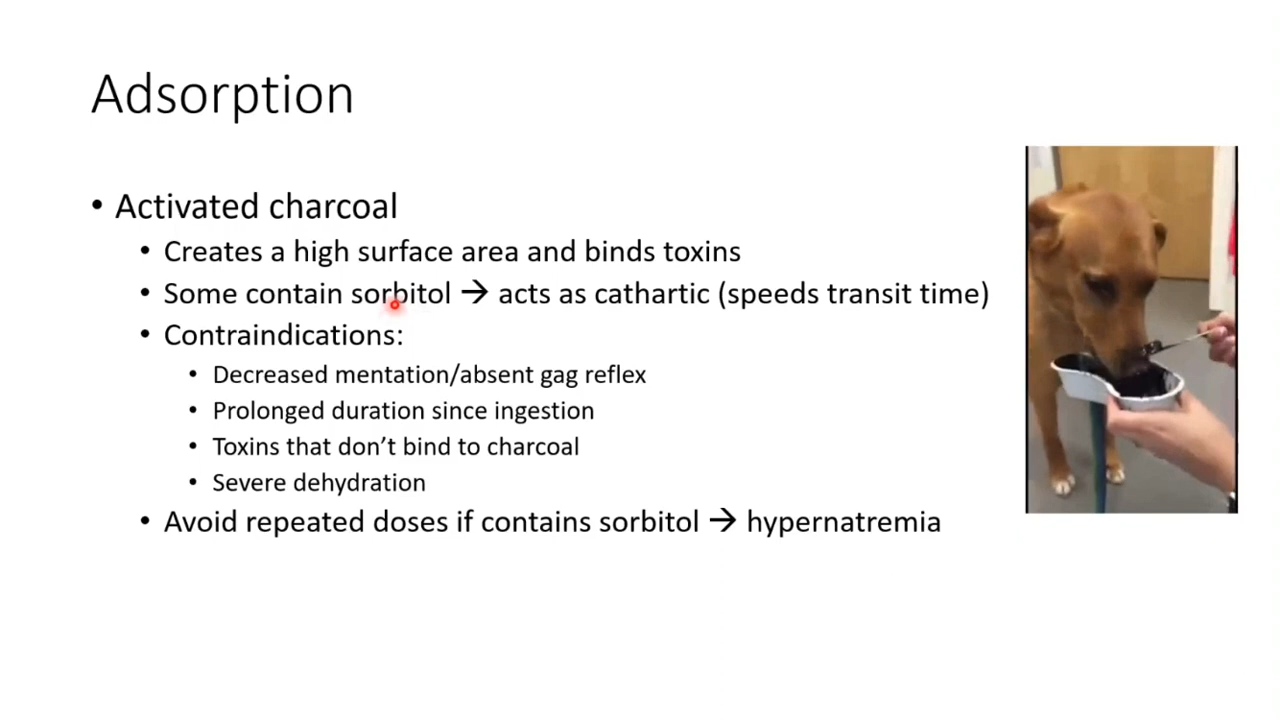 Adsorption
• Activated charcoal
• Creates a high surface area and binds toxins
• Some contain sorbitol → acts as cathartic (speeds transit time)
• Contraindications:
• Decreased mentation/absent gag reflex
• Prolonged duration since ingestion
• Toxins that don’t bind to charcoal
• Severe dehydration
• Avoid repeated doses if contains sorbitol → hypernatremia